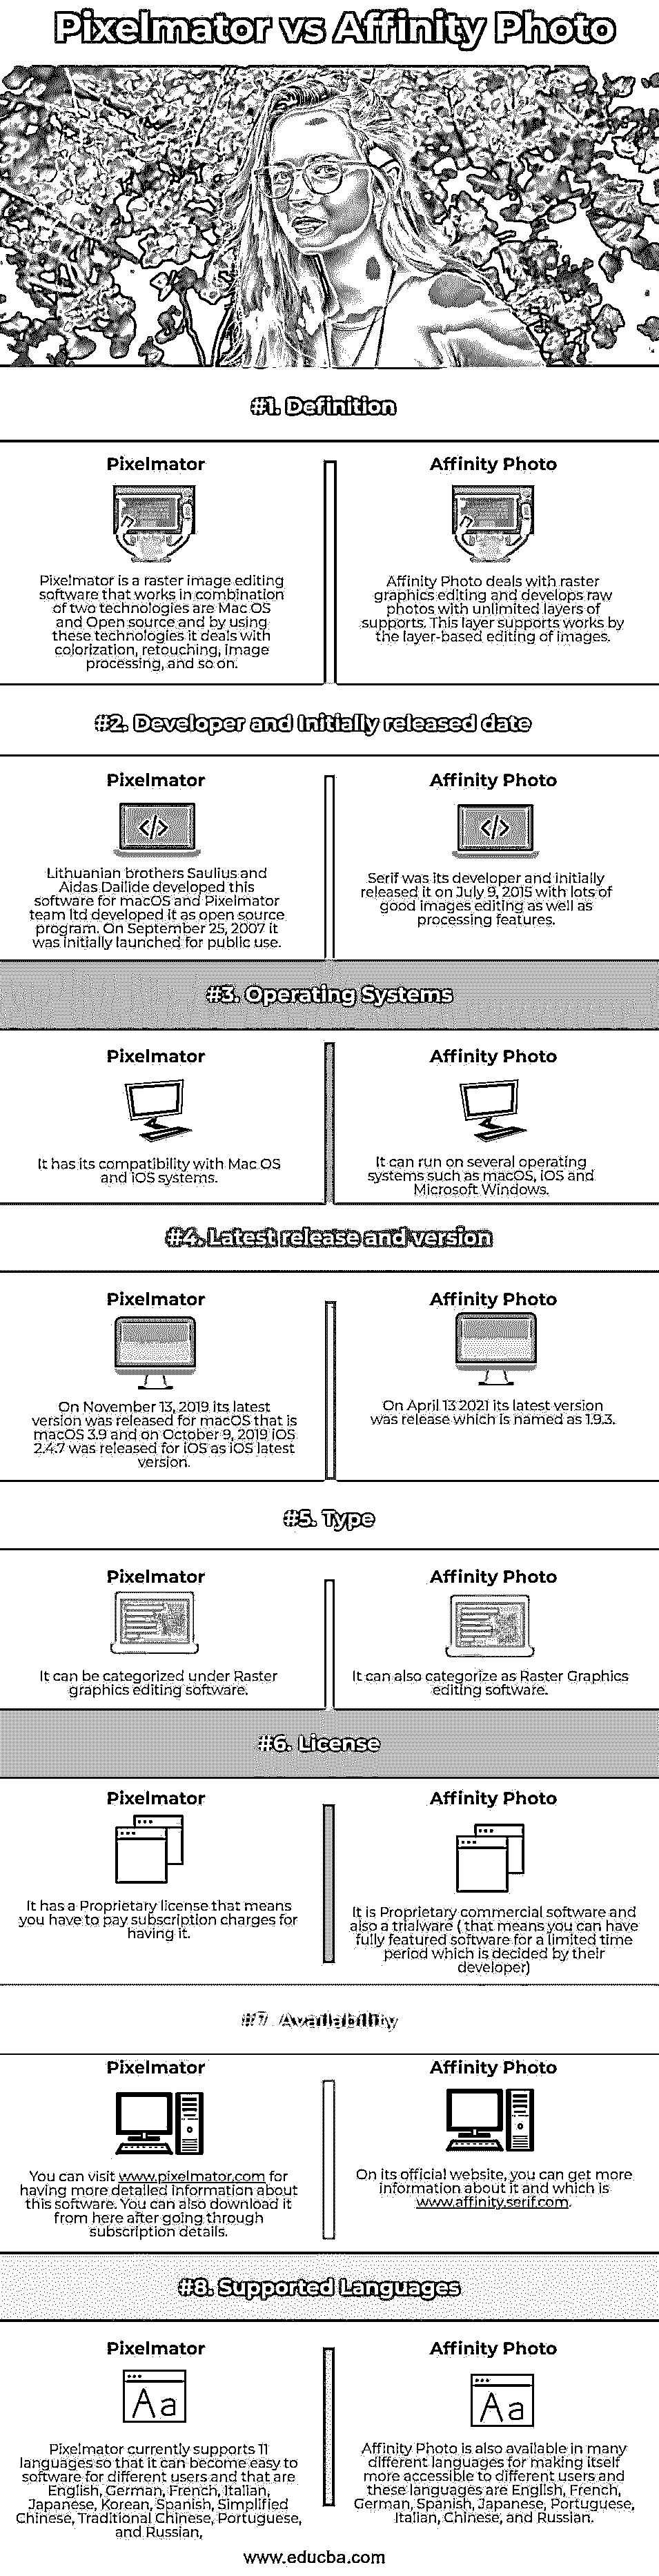 Pixelmator vs Affinity Photo
#1. Definition
Pixelmator
Pixelmator is a raster image editing
software that works in combination
of two technologies are Mac OS
and Open source and by using
these technologies it deals with
colorization, retouching, image
processing, and so on.
Affinity Photo
Affinity Photo deals with raster
graphics editing and develops raw
photos with unlimited layers of
supports. This layer supports works by
the layer-based editing of images.
#2. Developer and Initially released date
Pixelmator
</>
Lithuanian brothers Saulius and
Aidas Dailide developed this
software for macOS and Pixelmator
team ltd developed it as open source
program. On September 25, 2007 it
was initially launched for public use.
Affinity Photo
</>
Serif was its developer and initially
released it on July 9, 2015 with lots of
good images editing as well as
processing features.
#3. Operating Systems
Pixelmator
It has its compatibility with Mac OS
and iOS systems.
Affinity Photo
It can run on several operating
systems such as macOS, iOS and
Microsoft Windows.
#4. Latest release and version
Pixelmator
On November 13, 2019 its latest
version was released for macOS that is
macOS 3.9 and on October 9, 2019 iOS
2.4.7 was released for iOS as iOS latest
version.
Affinity Photo
On April 13 2021 its latest version
was release which is named as 1.9.3.
#5. Type
Pixelmator
It can be categorized under Raster
graphics editing software.
Affinity Photo
It can also categorize as Raster Graphics
editing software.
#6. License
Pixelmator
It has a Proprietary license that means
you have to pay subscription charges for
having it.
Affinity Photo
It is Proprietary commercial software and
also a trialware ( that means you can have
fully featured software for a limited time
period which is decided by their
developer)
#7. Availability
Pixelmator
You can visit www.pixelmator.com for
having more detailed information about
this software. You can also download it
from here after going through
subscription details.
Affinity Photo
On its official website, you can get more
information about it and which is
www.affinity.serif.com.
#8. Supported Languages
Pixelmator
Aa
Pixelmator currently supports 11
languages so that it can become easy to
software for different users and that are
English, German, French, Italian,
Japanese, Korean, Spanish, Simplified
Chinese, Traditional Chinese, Portuguese,
and Russian,
Affinity Photo
Aa
Affinity Photo is also available in many
different languages for making itself
more accessible to different users and
these languages are English, French,
German, Spanish, Japanese, Portuguese,
Italian, Chinese, and Russian.
www.educba.com